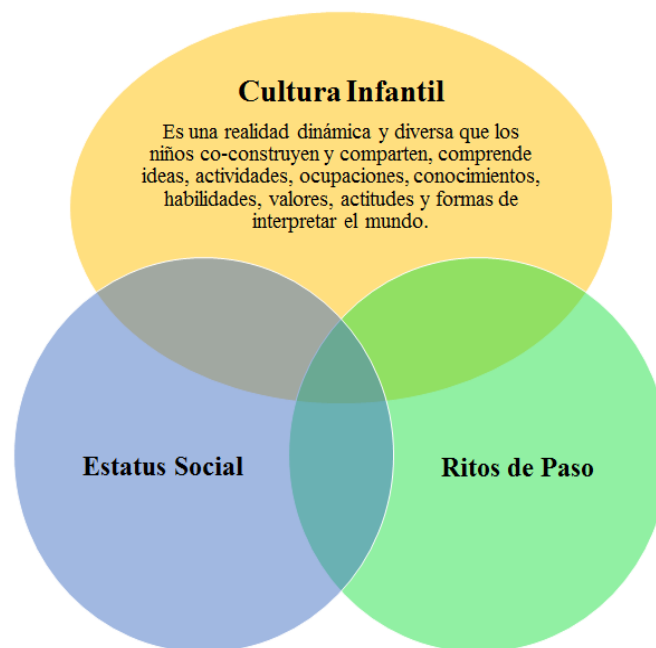 Cultura Infantil
Es una realidad dinámica y diversa que los
niños co-construyen y comparten, comprende
ideas, actividades, ocupaciones, conocimientos,
habilidades, valores, actitudes y formas de
interpretar el mundo.
Estatus Social
Ritos de Paso